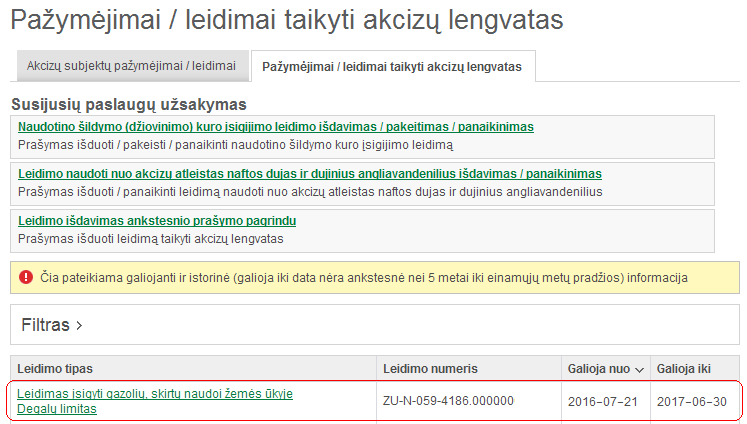 Pažymėjimai / leidimai taikyti akcizų lengvatas
Akcizų subjektų pažymėjimai / leidimai
Pažymėjimai / leidimai taikyti akcizų lengvatas
Susijusių paslaugų užsakymas
Naudotino šildymo (džiovinimo) kuro įsigijimo leidimo išdavimas / pakeitimas / panaikinimas
Prašymas išduoti / pakeisti / panaikinti naudotino šildymo kuro įsigijimo leidimą
Leidimo naudoti nuo akcizų atleistas naftos dujas ir dujinius angliavandenilius išdavimas / panaikinimas
Prašymas išduoti / panaikinti leidimą naudoti nuo akcizų atleistas naftos dujas ir dujinius angliavandenilius
Leidimo išdavimas ankstesnio prašymo pagrindu
Prašymas išduoti leidimą taikyti akcizų lengvatas
Čia pateikiama galiojanti ir istorinė (galioja iki data nėra ankstesnė nei 5 metai iki einamųjų metų pradžios) informacija
Filtras
Leidimo tipas Leidimo numeris Galioja nuo Galioja iki
Leidimas įsigyti gazolių, skirtų naudoi žemės ūkyje
Degalų limitas
ZU-N-059-4186.000000 2016-07-21 2017-06-30